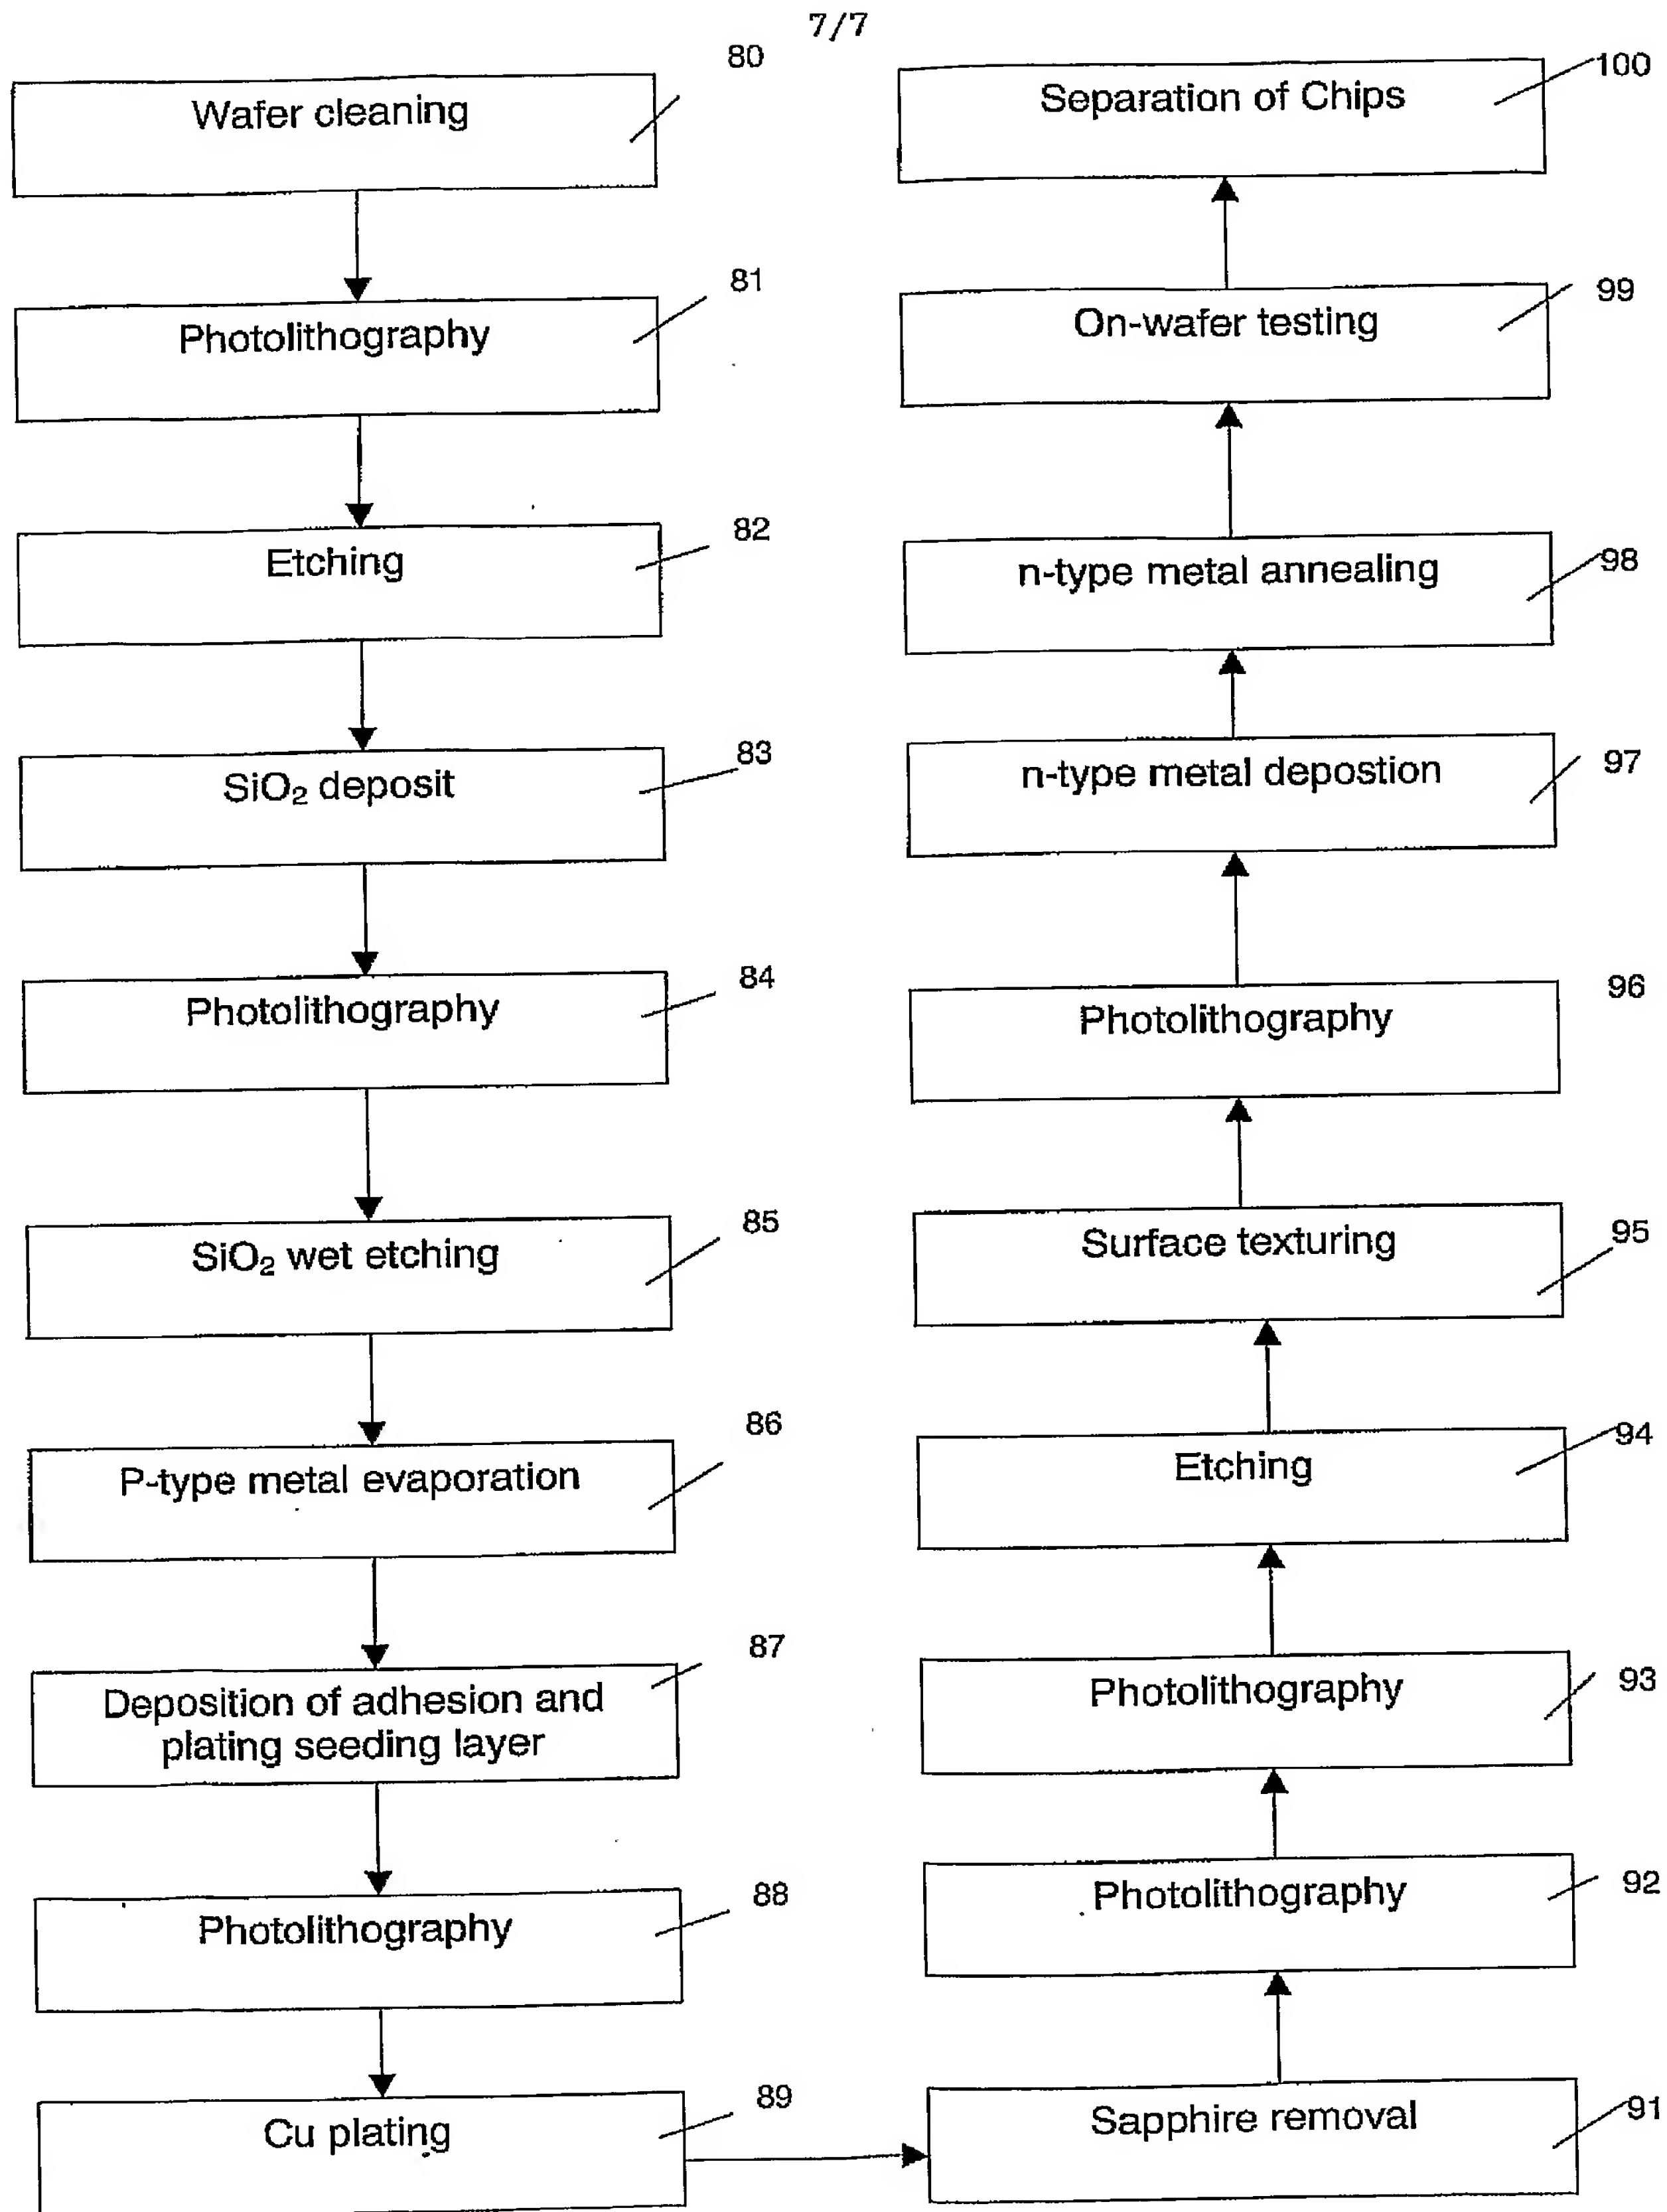 7/7
80
Wafer cleaning
81
Photolithography
82
Etching
83
SiO₂ deposit
84
Photolithography
85
SiO₂ wet etching
86
P-type metal evaporation
87
Deposition of adhesion and
plating seeding layer
88
Photolithography
89
Cu plating
91
Sapphire removal
92
Photolithography
93
Photolithography
94
Etching
95
Surface texturing
96
Photolithography
97
n-type metal depostion
98
n-type metal annealing
99
On-wafer testing
100
Separation of Chips